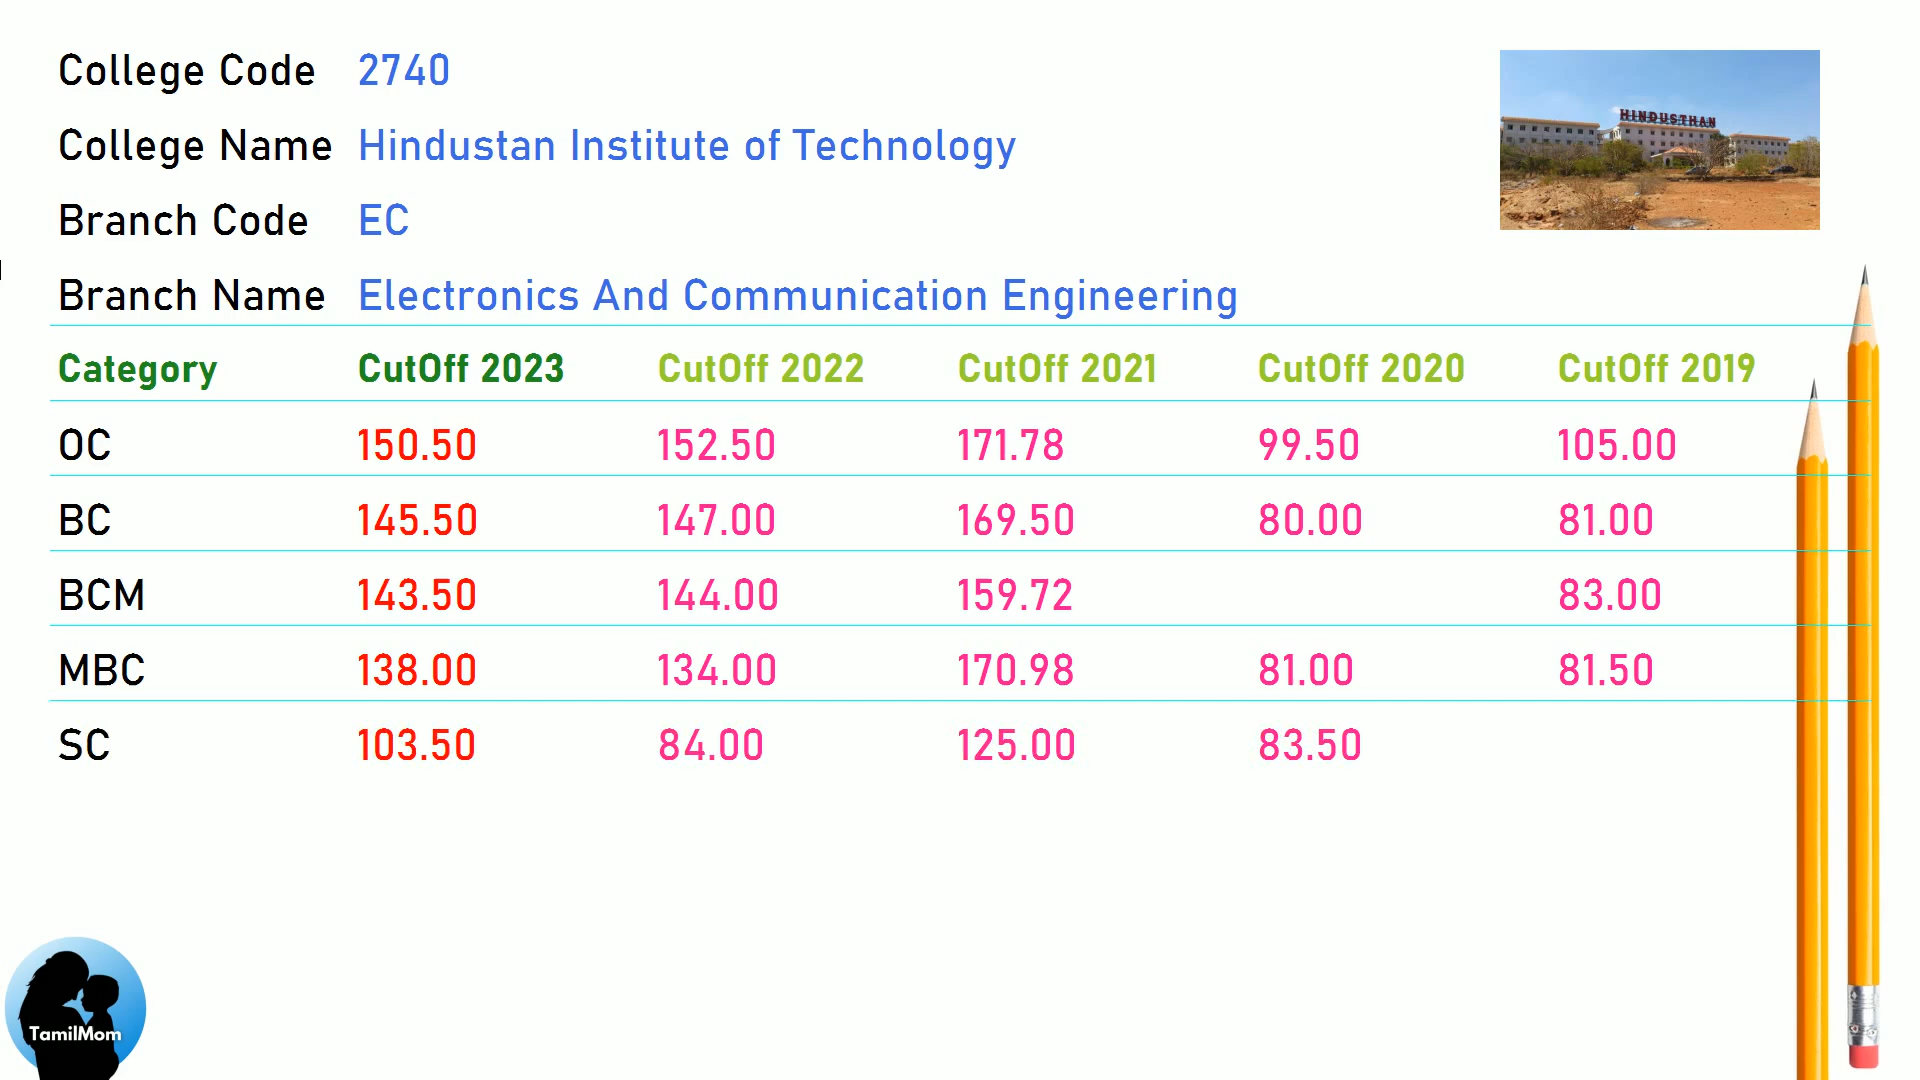 College Code 2740
College Name Hindustan Institute of Technology
HINDUSTHAN
Branch Code EC
Branch Name Electronics And Communication Engineering
Category CutOff 2023 CutOff 2022 CutOff 2021 CutOff 2020 CutOff 2019
OC 150.50 152.50 171.78 99.50 105.00
BC 145.50 147.00 169.50 80.00 81.00
BCM 143.50 144.00 159.72 83.00
MBC 138.00 134.00 170.98 81.00 81.50
SC 103.50 84.00 125.00 83.50
TamilMom